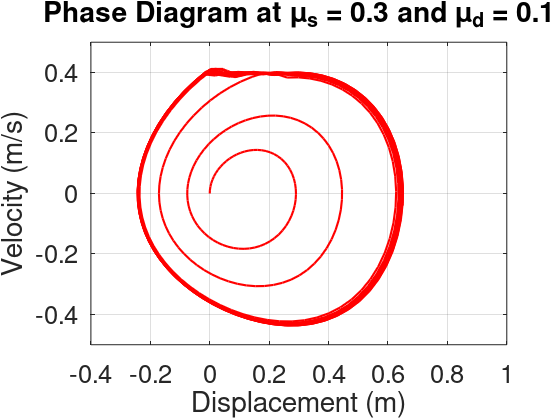 Phase Diagram at μs = 0.3 and μd = 0.1
Velocity (m/s)
0.4
0.2
0
-0.2
-0.4
-0.4 -0.2 0 0.2 0.4 0.6 0.8 1
Displacement (m)